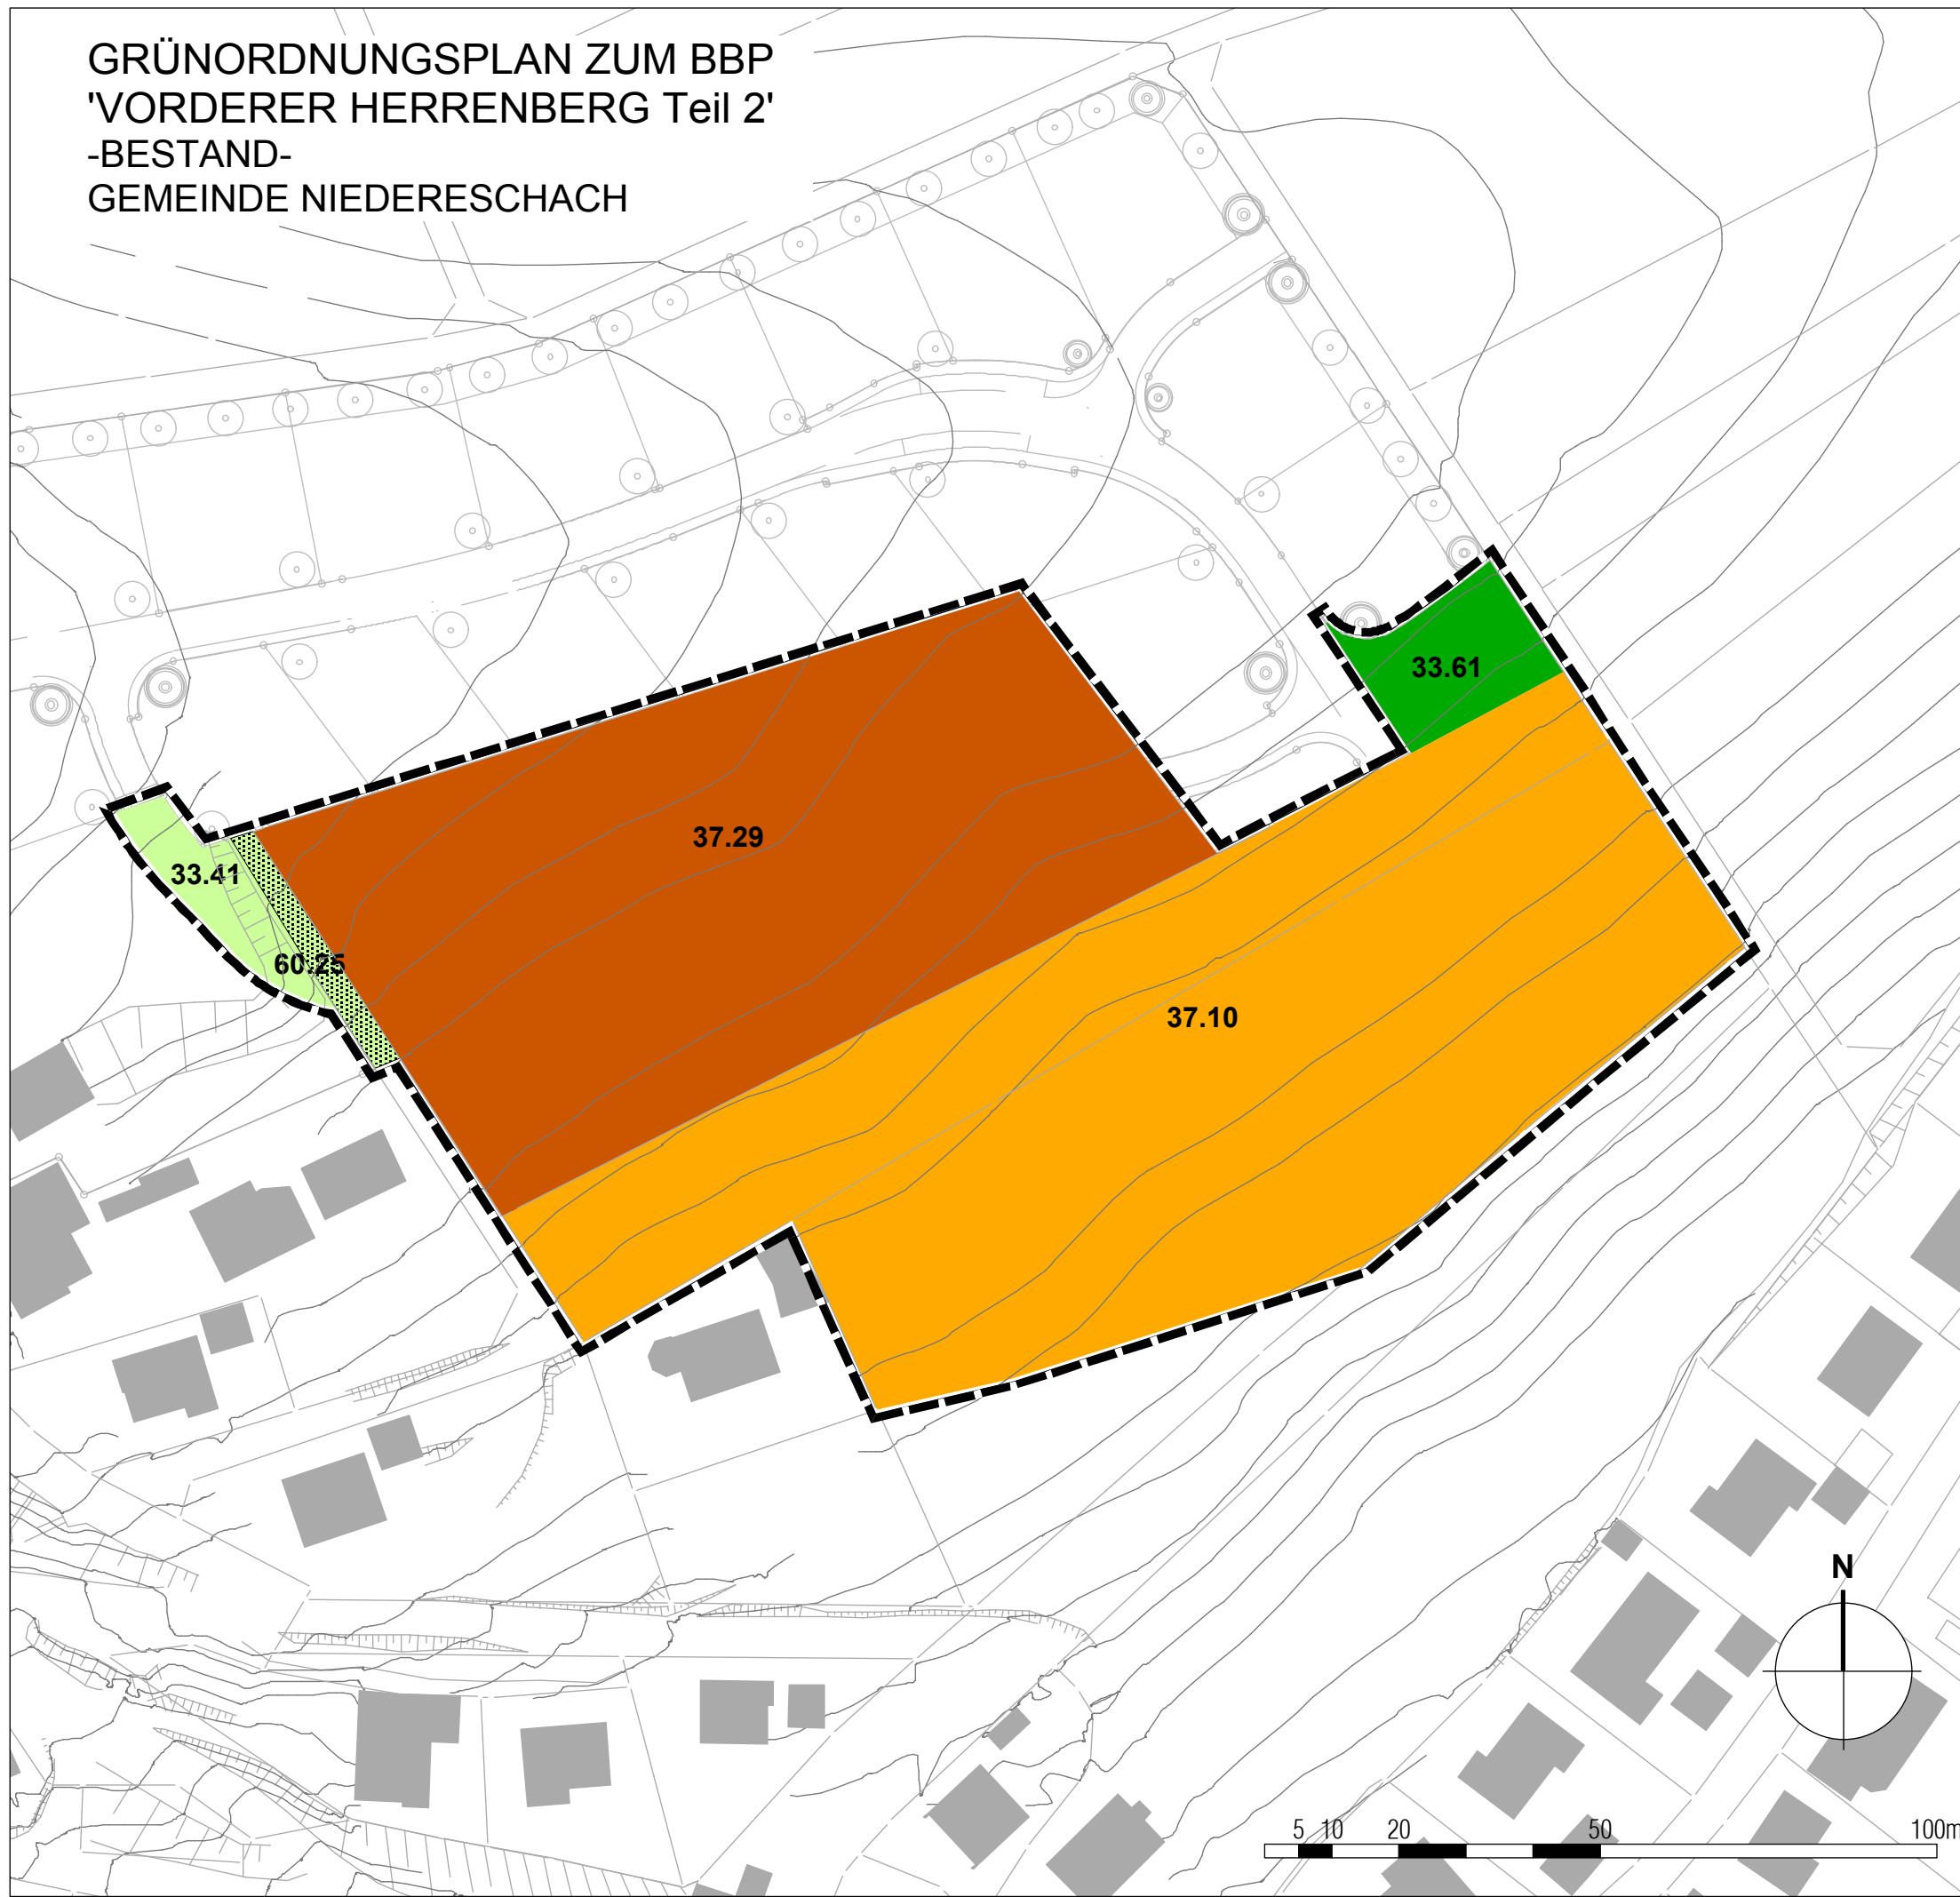 GRÜNORDNUNGSPLAN ZUM BBP
'VORDERER HERRENBERG Teil 2'
-BESTAND-
GEMEINDE NIEDERESCHACH
33.61
37.29
33.41
60.25
37.10
N
5 10 20 50 100m